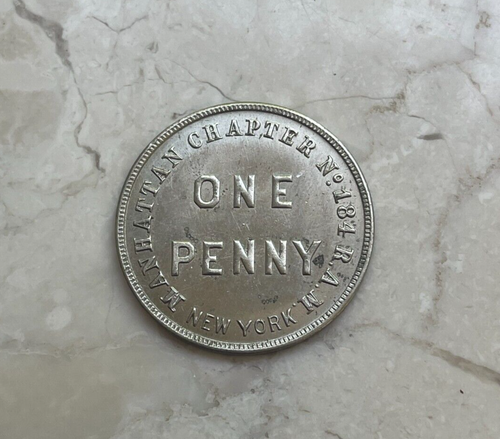 MANHATTAN CHAPTER No. 184 R.A.M.
ONE
PENNY
NEW YORK